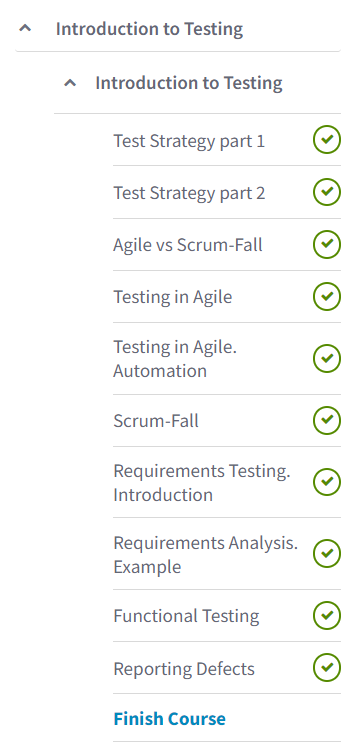 Introduction to Testing
Introduction to Testing
Test Strategy part 1
Test Strategy part 2
Agile vs Scrum-Fall
Testing in Agile
Testing in Agile.
Automation
Scrum-Fall
Requirements Testing.
Introduction
Requirements Analysis.
Example
Functional Testing
Reporting Defects
Finish Course